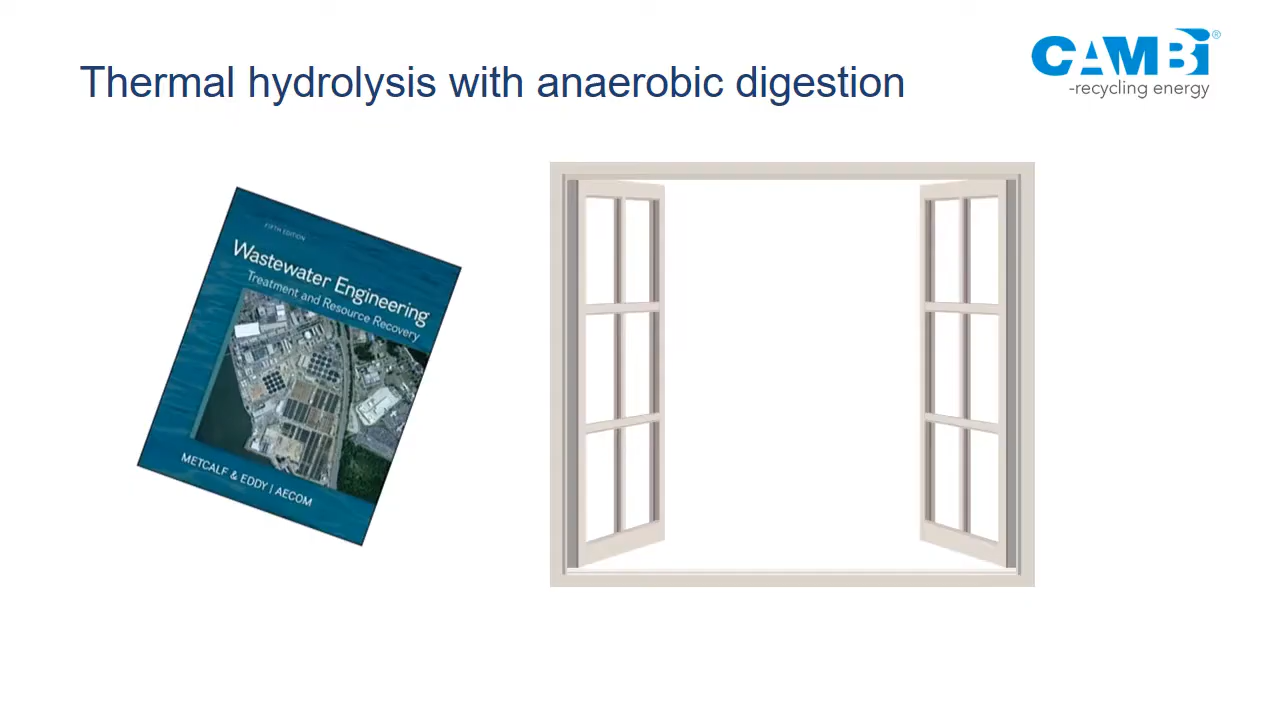 Thermal hydrolysis with anaerobic digestion
CAMBI®
-recycling energy
FIFTH EDITION
Wastewater Engineering
Treatment and Resource Recovery
METCALF & EDDY | AECOM